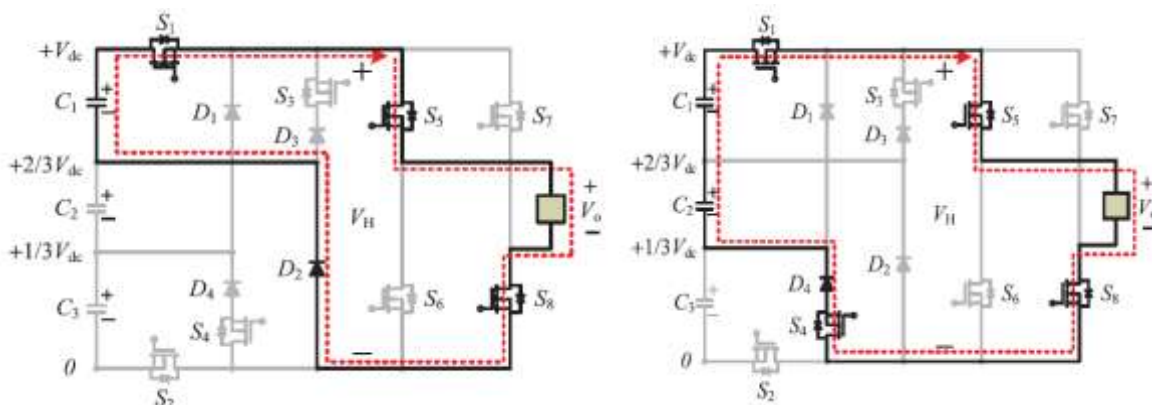 S1
+Vdc
+
C1
−
D1
S3
D3
+
S5
S7
+2/3Vdc
C2
+
−
VH
+
Vo
−
+1/3Vdc
D2
C3
+
−
D4
S4
S6
S8
0
S2
−
S1
+Vdc
+
C1
−
D1
S3
D3
+
S5
S7
+2/3Vdc
C2
+
−
VH
+
Vo
−
+1/3Vdc
D4
D2
C3
+
−
S4
S6
S8
0
S2
−